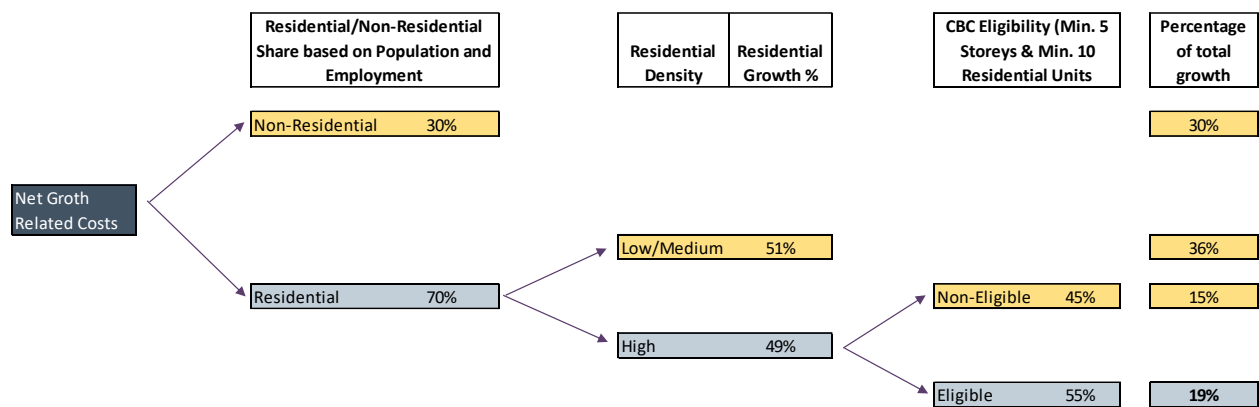 Residential/Non-Residential
Share based on Population and
Employment
Residential
Density
Residential
Growth %
CBC Eligibility (Min. 5
Storeys & Min. 10
Residential Units
Percentage
of total
growth
Non-Residential 30%
30%
Net Groth
Related Costs
Low/Medium 51%
36%
Residential 70%
Non-Eligible 45%
15%
High 49%
Eligible 55%
19%